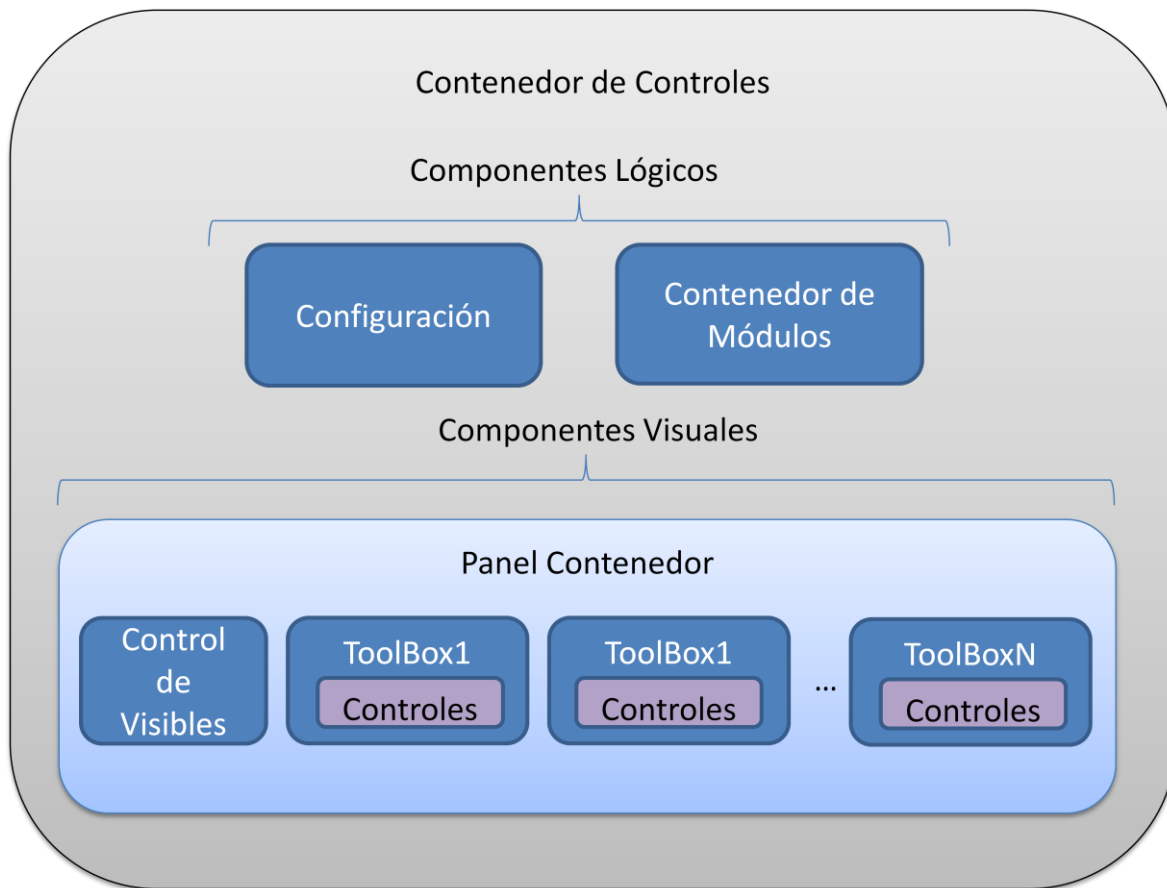 Contenedor de Controles
Componentes Lógicos
Configuración
Contenedor de
Módulos
Componentes Visuales
Panel Contenedor
Control
de
Visibles
ToolBox1
Controles
ToolBox1
Controles
...
ToolBoxN
Controles